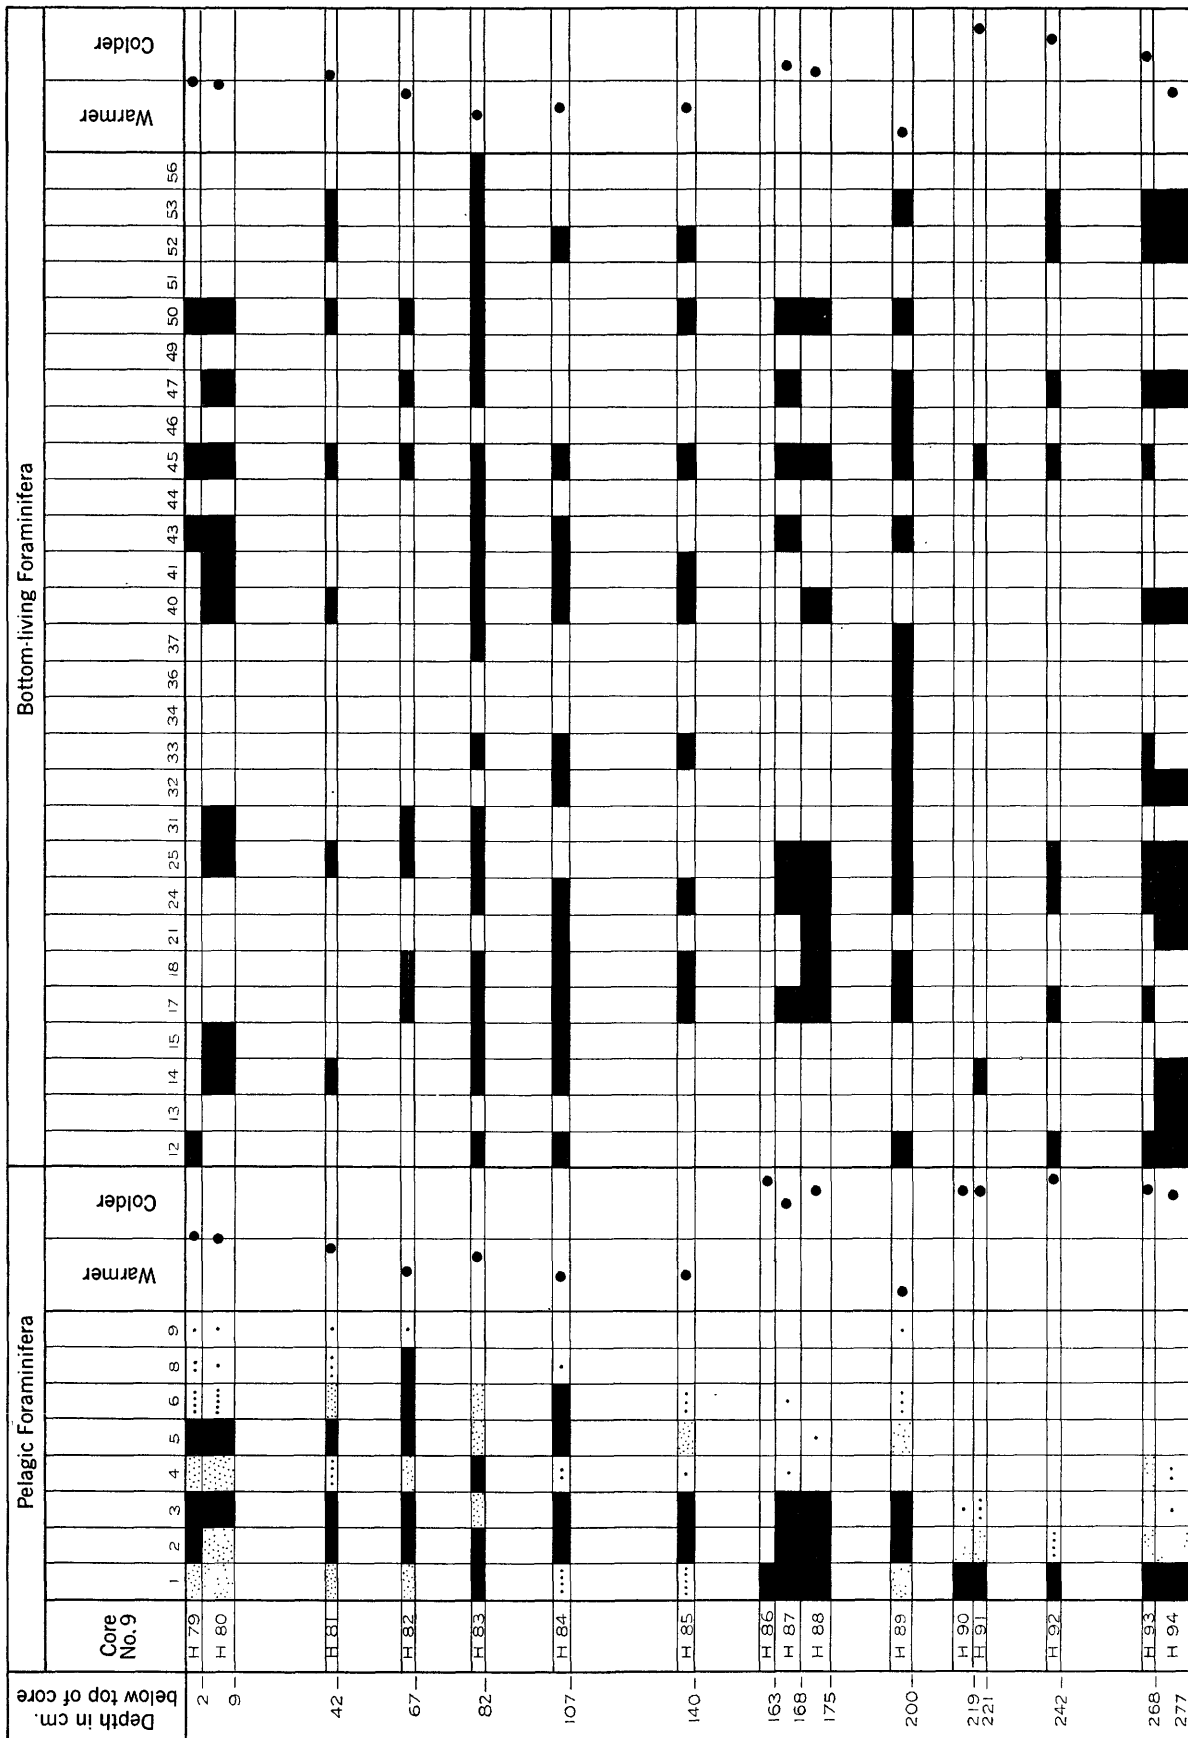 Depth in cm.
below top of core
Core
No. 9
Pelagic Foraminifera
Bottom-living Foraminifera
1 2 3 4 5 6 8 9 Warmer Colder
12 13 14 15 17 18 21 24 25 31 32 33 34 36 37 40 41 43 44 45 46 47 49 50 51 52 53 56 Warmer Colder
H 79
2
H 80
9
H 81
42
H 82
67
H 83
82
H 84
107
H 85
140
H 86
163
H 87
168
H 88
175
H 89
200
H 90
219
H 91
221
H 92
242
H 93
268
H 94
277